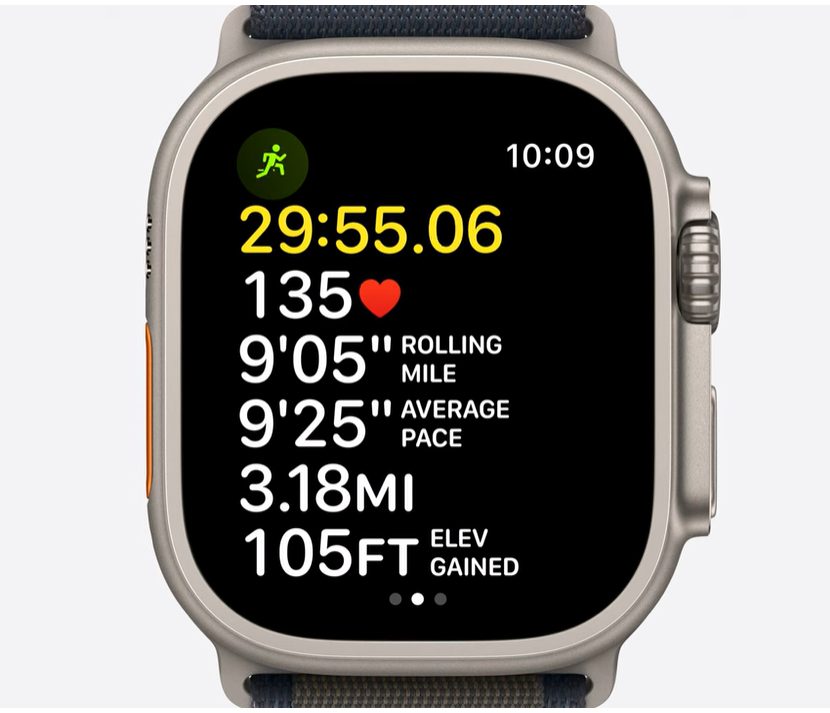 10:09
29:55.06
135
9'05" ROLLING
MILE
9'25" AVERAGE
PACE
3.18MI
105FT ELEV
GAINED